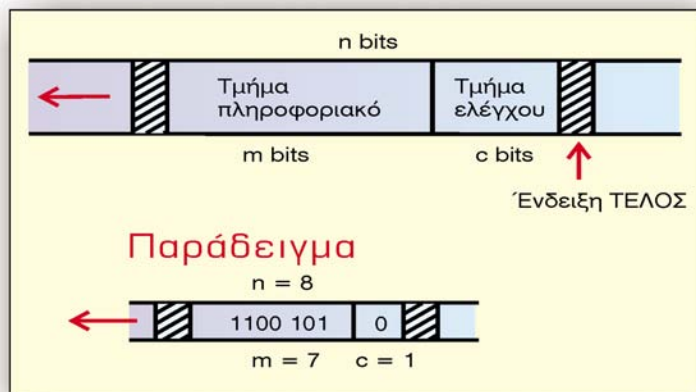 n bits
Τμήμα
πληροφοριακό
Τμήμα
ελέγχου
m bits
c bits
Ένδειξη ΤΕΛΟΣ
Παράδειγμα
n = 8
1100 101
0
m = 7
c = 1